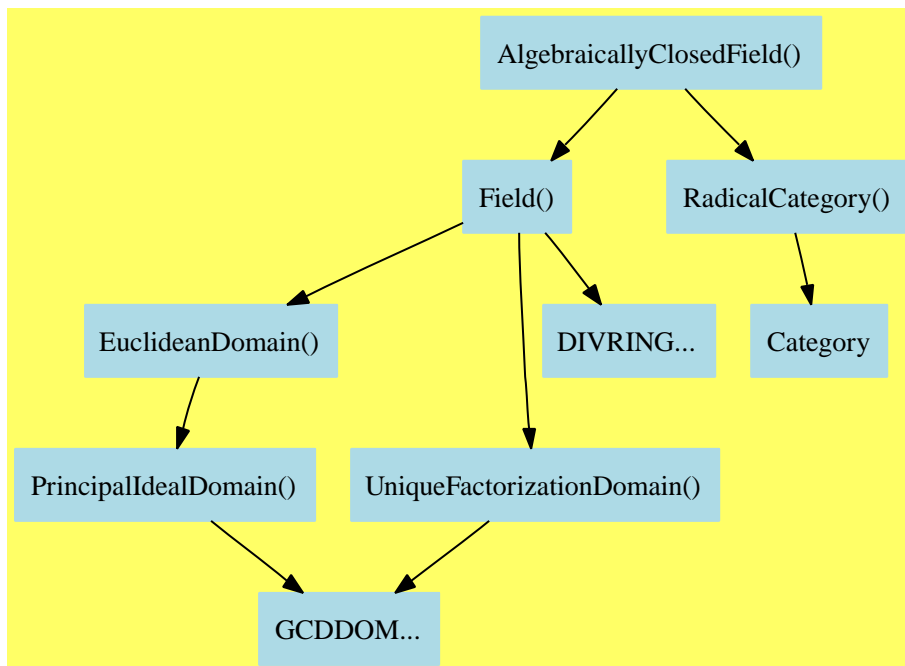 AlgebraicallyClosedField()
Field()
RadicalCategory()
EuclideanDomain()
DIVRING...
Category
PrincipalIdealDomain()
UniqueFactorizationDomain()
GCDDOM...